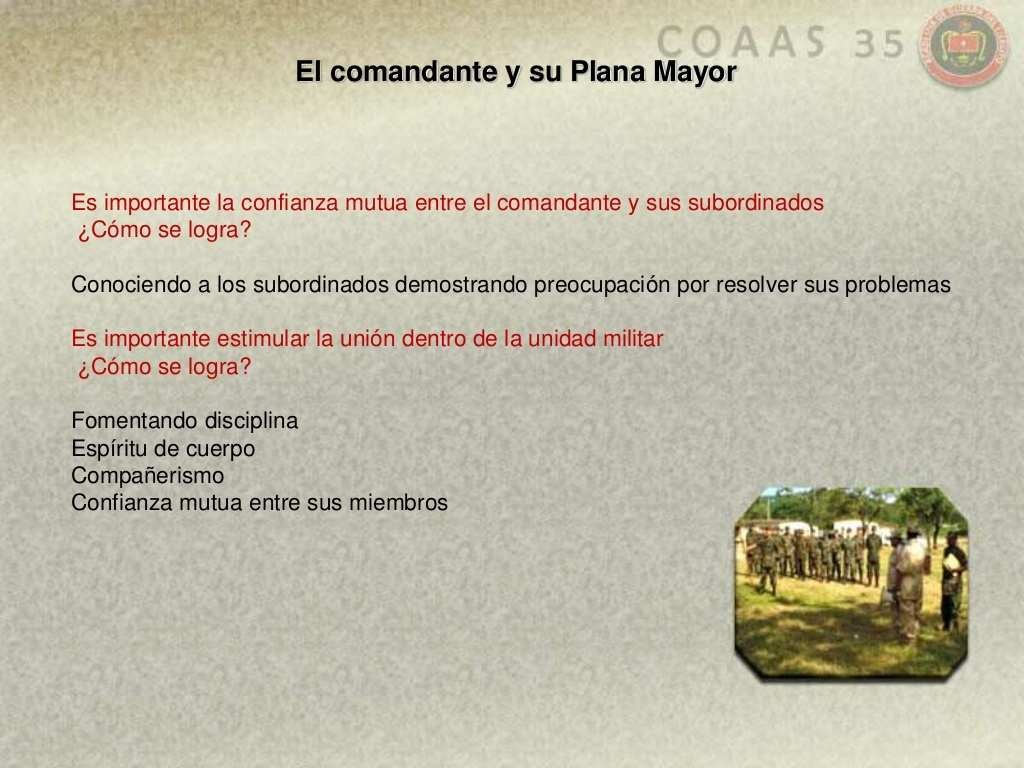 COAAS 35
El comandante y su Plana Mayor
Es importante la confianza mutua entre el comandante y sus subordinados
¿Cómo se logra?
Conociendo a los subordinados demostrando preocupación por resolver sus problemas
Es importante estimular la unión dentro de la unidad militar
¿Cómo se logra?
Fomentando disciplina
Espíritu de cuerpo
Compañerismo
Confianza mutua entre sus miembros